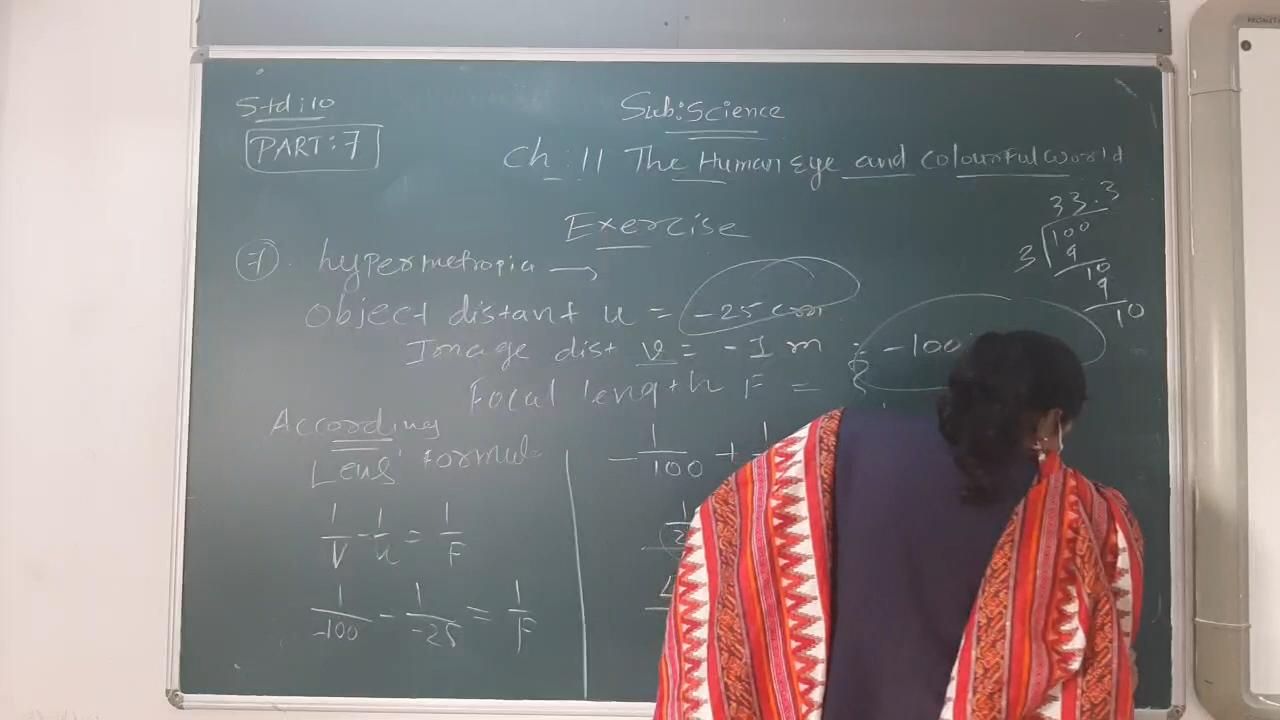 Std:10
Sub:Science
PART:7
Ch:11 The Human Eye and Colourful World
Exercise
7. hypermetropia →
object distant u = -25 cm
Image dist v = -1 m = -100
Focal length F =
According
Lens' formula
1/V - 1/u = 1/F
1/-100 - 1/-25 = 1/F
- 1/100 +
33.3
3 100
9
10
9
10